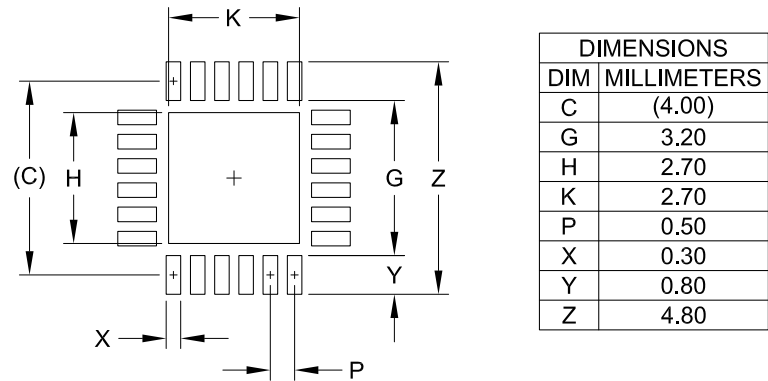 K
(C)
H
G
Z
Y
X
P
DIMENSIONS
DIM MILLIMETERS
C (4.00)
G 3.20
H 2.70
K 2.70
P 0.50
X 0.30
Y 0.80
Z 4.80